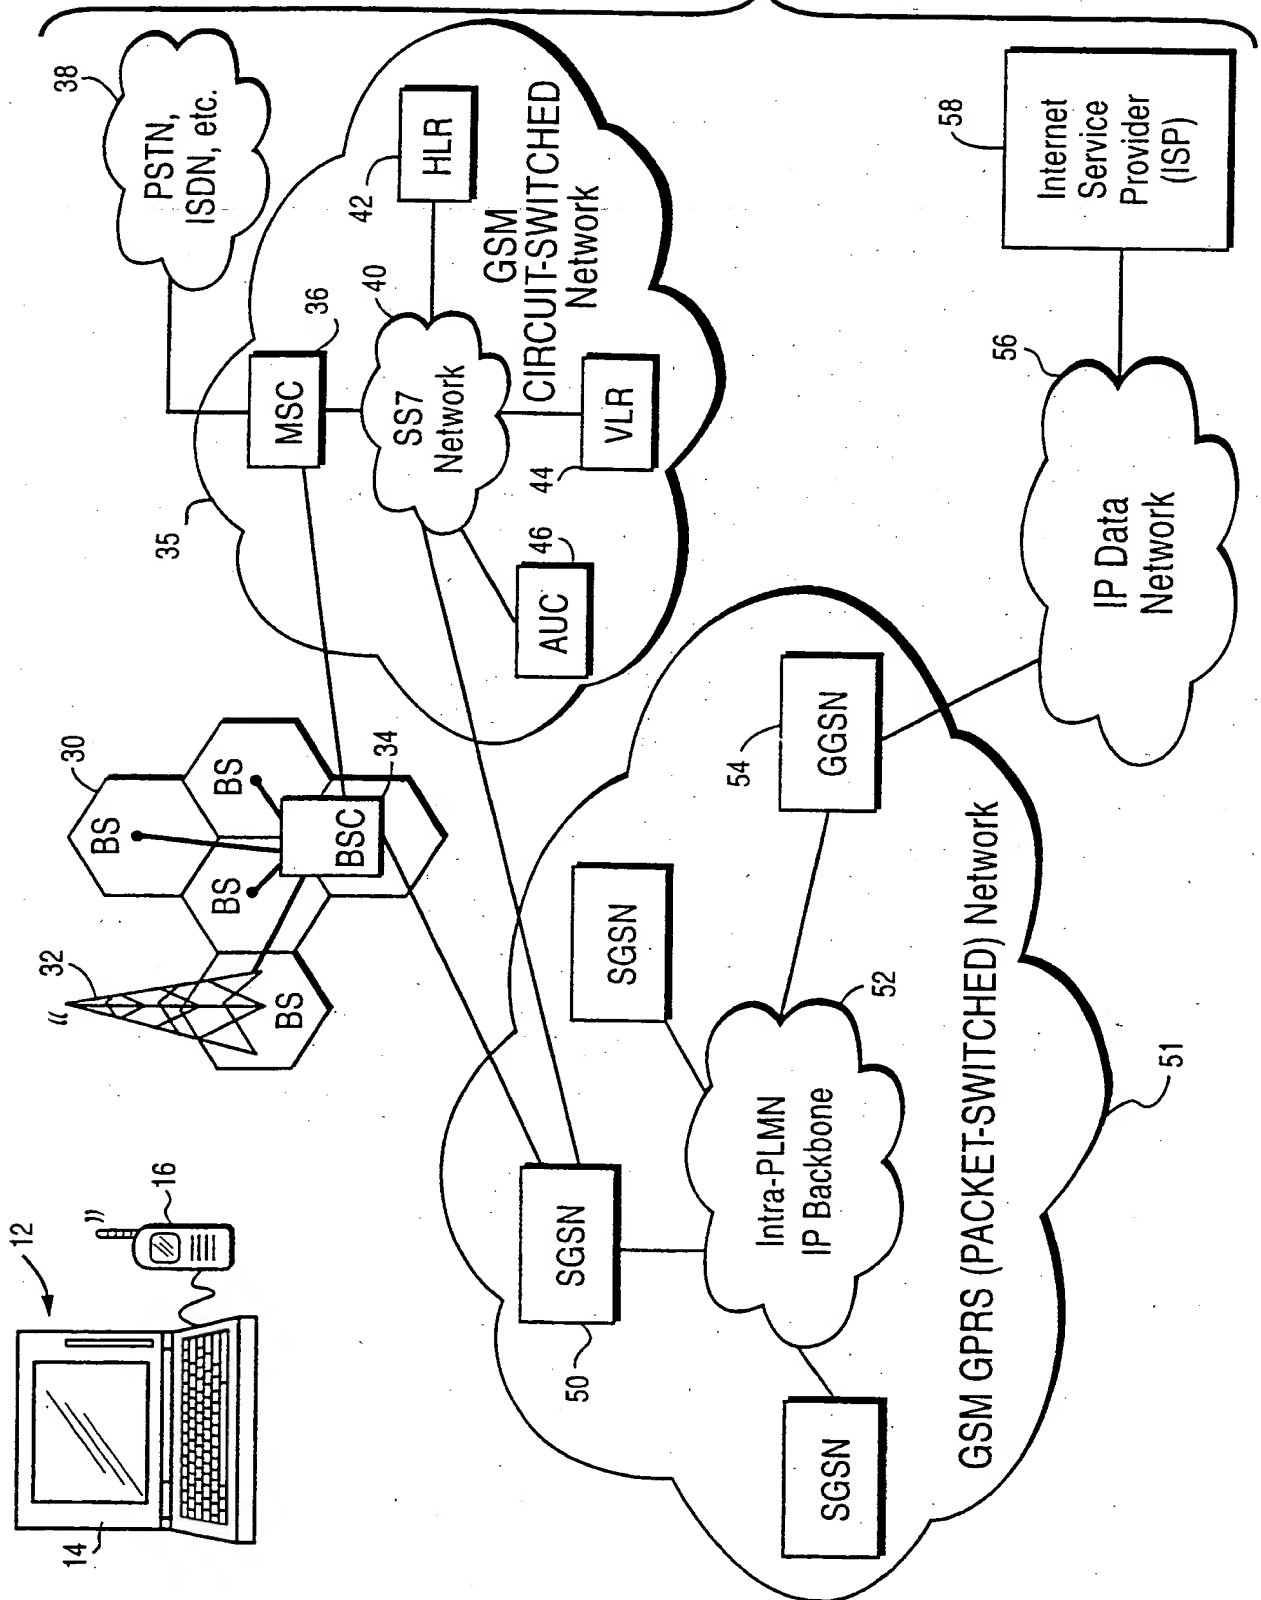 12
14
16
32
BS
BS
BS
30
BS
BSC
34
35
38
PSTN,
ISDN, etc.
MSC
36
SS7
Network
40
42
HLR
GSM
CIRCUIT-SWITCHED
Network
44
VLR
46
AUC
50
SGSN
SGSN
SGSN
Intra-PLMN
IP Backbone
52
54
GGSN
GSM GPRS (PACKET-SWITCHED) Network
51
56
IP Data
Network
58
Internet
Service
Provider
(ISP)